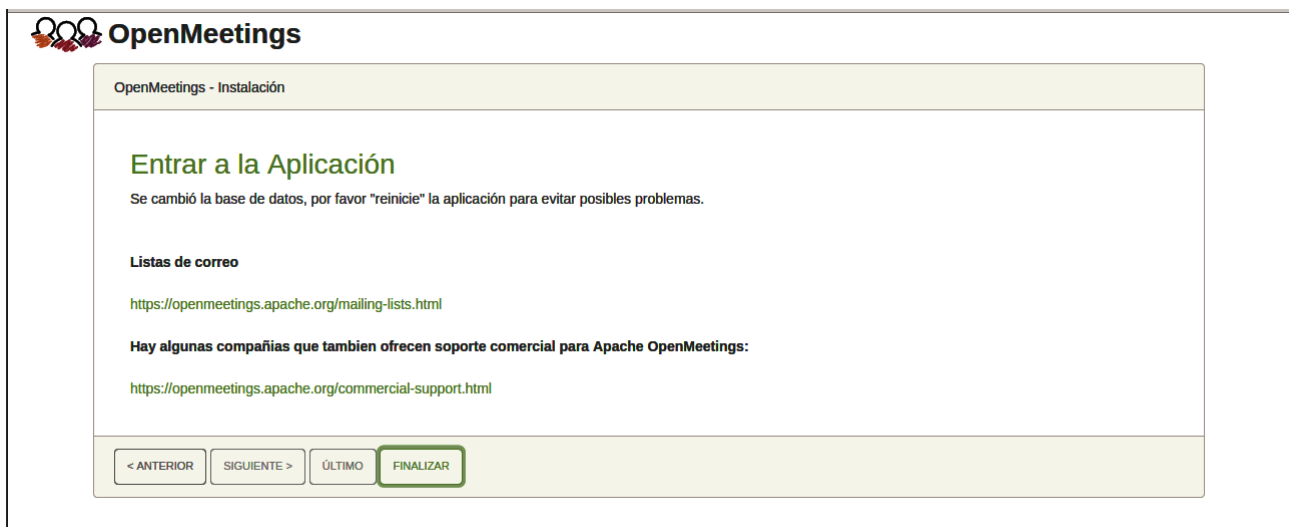 OpenMeetings
OpenMeetings - Instalación
Entrar a la Aplicación
Se cambió la base de datos, por favor "reinicie" la aplicación para evitar posibles problemas.
Listas de correo
https://openmeetings.apache.org/mailing-lists.html
Hay algunas compañias que tambien ofrecen soporte comercial para Apache OpenMeetings:
https://openmeetings.apache.org/commercial-support.html
< ANTERIOR SIGUIENTE > ÚLTIMO FINALIZAR